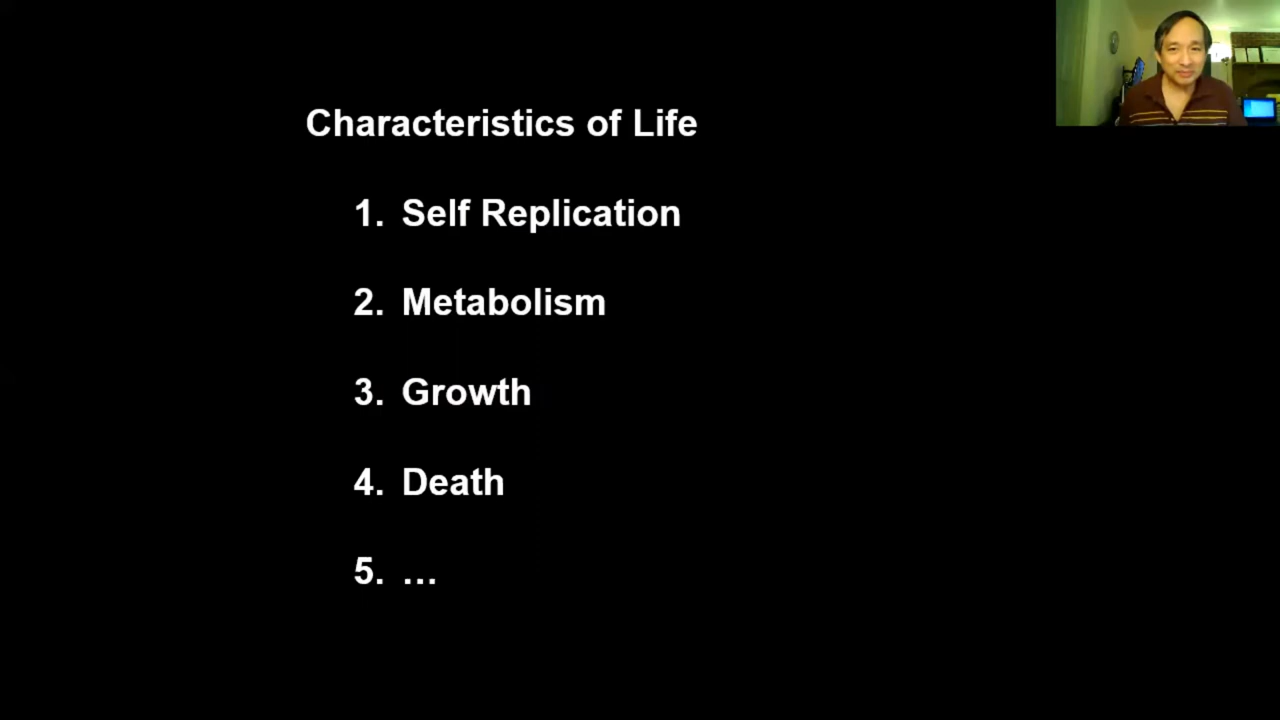 Characteristics of Life
1. Self Replication
2. Metabolism
3. Growth
4. Death
5. …